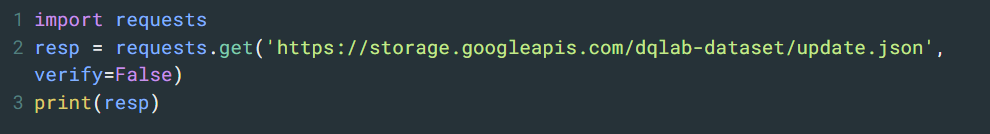 1 import requests
2 resp = requests.get('https://storage.googleapis.com/dqlab-dataset/update.json',
verify=False)
3 print(resp)